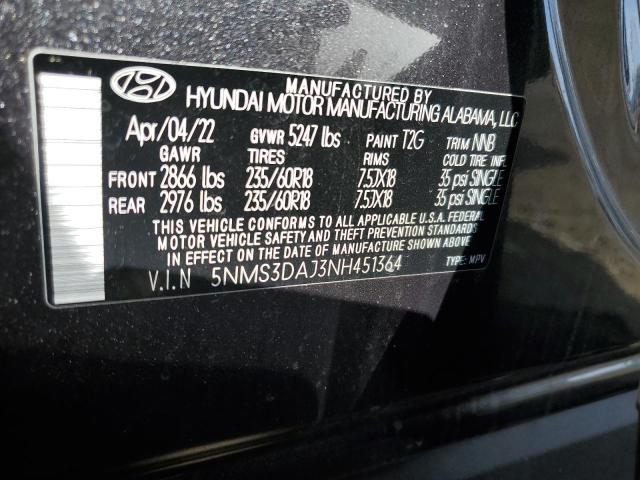 MANUFACTURED BY
HYUNDAI MOTOR MANUFACTURING ALABAMA, LLC
Apr/04/22 GVWR 5247 lbs PAINT T2G TRIM NNB
GAWR TIRES RIMS COLD TIRE INFL
FRONT 2866 lbs 235/60R18 7.5JX18 35 psi SINGLE
REAR 2976 lbs 235/60R18 7.5JX18 35 psi SINGLE
THIS VEHICLE CONFORMS TO ALL APPLICABLE U.S.A. FEDERAL
MOTOR VEHICLE SAFETY AND THEFT PREVENTION STANDARDS
IN EFFECT ON THE DATE OF MANUFACTURE SHOWN ABOVE.
V.I.N 5NMS3DAJ3NH451364 TYPE: MPV